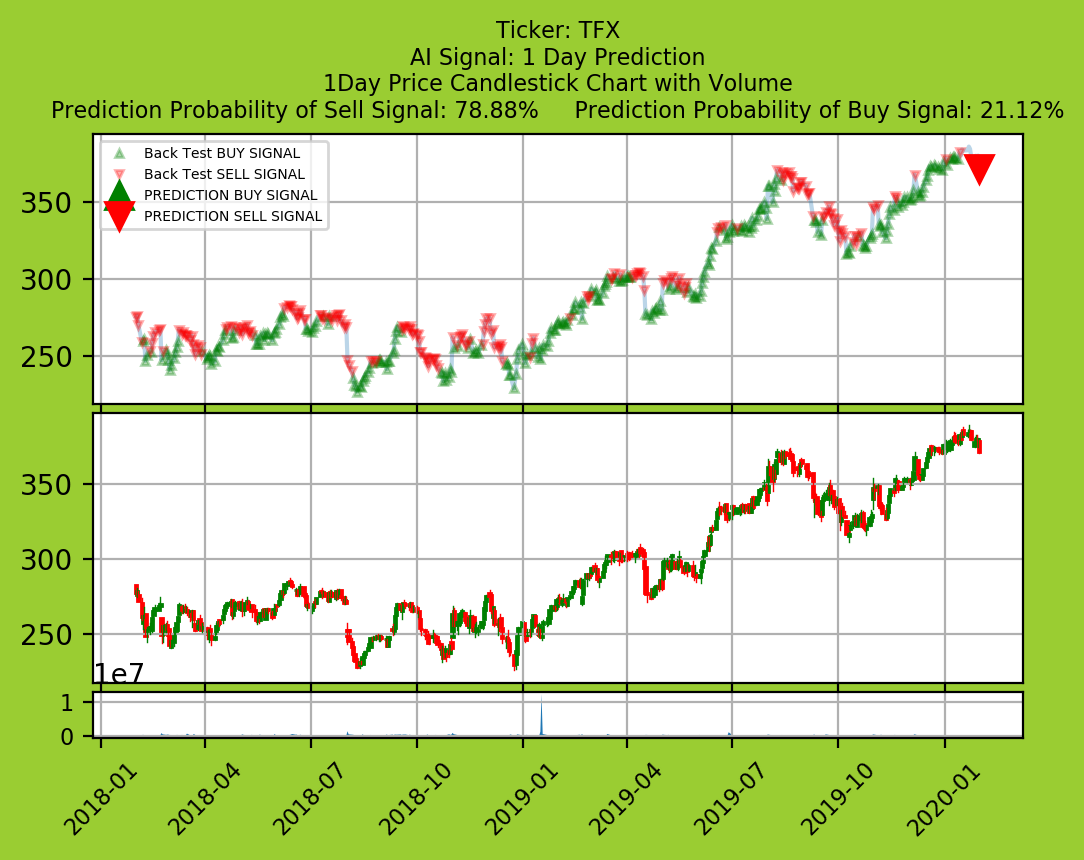 Ticker: TFX
AI Signal: 1 Day Prediction
1Day Price Candlestick Chart with Volume
Prediction Probability of Sell Signal: 78.88% Prediction Probability of Buy Signal: 21.12%
Back Test BUY SIGNAL
Back Test SELL SIGNAL
PREDICTION BUY SIGNAL
PREDICTION SELL SIGNAL
350
300
250
350
300
250
1e7
1
0
2018-01 2018-04 2018-07 2018-10 2019-01 2019-04 2019-07 2019-10 2020-01